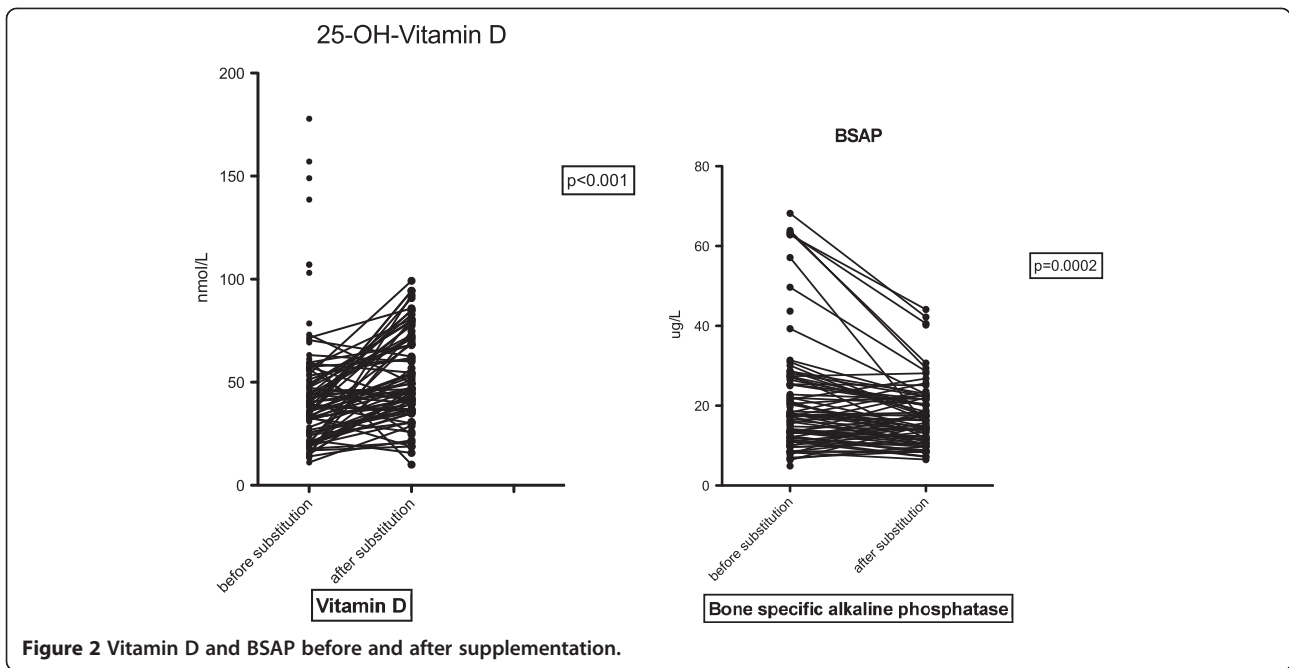 25-OH-Vitamin D
200
150
100
50
0
nmol/L
p<0.001
before substitution
after substitution
Vitamin D
BSAP
80
60
40
20
0
ug/L
p=0.0002
before substitution
after substitution
Bone specific alkaline phosphatase
Figure 2 Vitamin D and BSAP before and after supplementation.